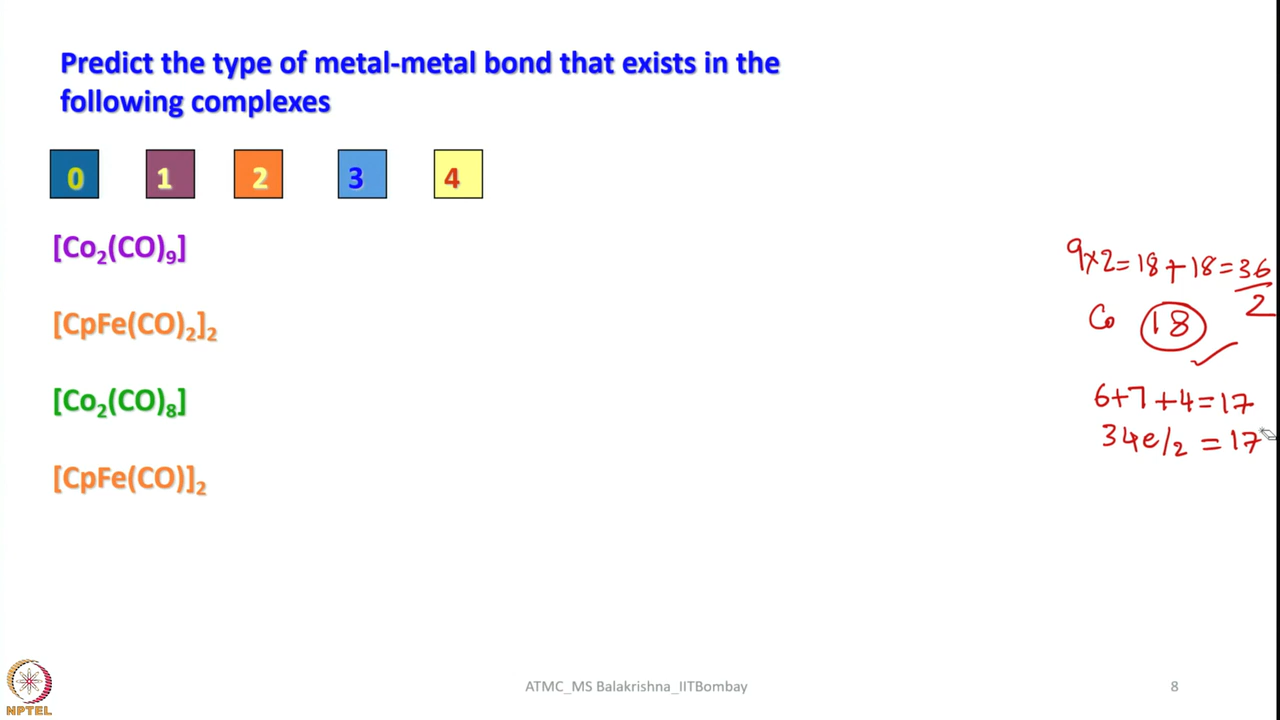 Predict the type of metal-metal bond that exists in the
following complexes
0 1 2 3 4
[Co₂(CO)₉]
[CpFe(CO)₂]₂
[Co₂(CO)₈]
[CpFe(CO)]₂
9×2=18+18=36/2
Co 18 ✓
6+7+4=17
34e/2 = 17
NPTEL
ATMC_MS Balakrishna_IITBombay
8